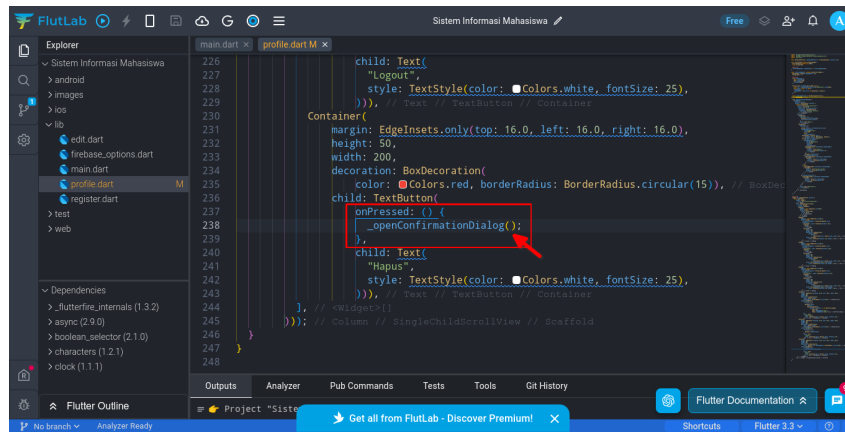 FlutLab
Sistem Informasi Mahasiswa
Free
A
Explorer
main.dart ×
profile.dart M ×
Sistem Informasi Mahasiswa
android
images
ios
lib
edit.dart
firebase_options.dart
main.dart
profile.dart M
register.dart
test
web
Dependencies
_flutterfire_internals (1.3.2)
async (2.9.0)
boolean_selector (2.1.0)
characters (1.2.1)
clock (1.1.1)
Flutter Outline
226 child: Text(
227 "Logout",
228 style: TextStyle(color: Colors.white, fontSize: 25),
229 ))), // Text // TextButton // Container
230 Container(
231 margin: EdgeInsets.only(top: 16.0, left: 16.0, right: 16.0),
232 height: 50,
233 width: 200,
234 decoration: BoxDecoration(
235 color: Colors.red, borderRadius: BorderRadius.circular(15)), // BoxDec
236 child: TextButton(
237 onPressed: () {
238 _openConfirmationDialog();
239 },
240 child: Text(
241 "Hapus",
242 style: TextStyle(color: Colors.white, fontSize: 25),
243 ))), // Text // TextButton // Container
244 ], // <Widget>[]
245 ))); // Column // SingleChildScrollView // Scaffold
246 }
247 }
248
Outputs Analyzer Pub Commands Tests Tools Git History
Project "Siste
Get all from FlutLab - Discover Premium! ×
Flutter Documentation
No branch Analyzer Ready
Shortcuts Flutter 3.3